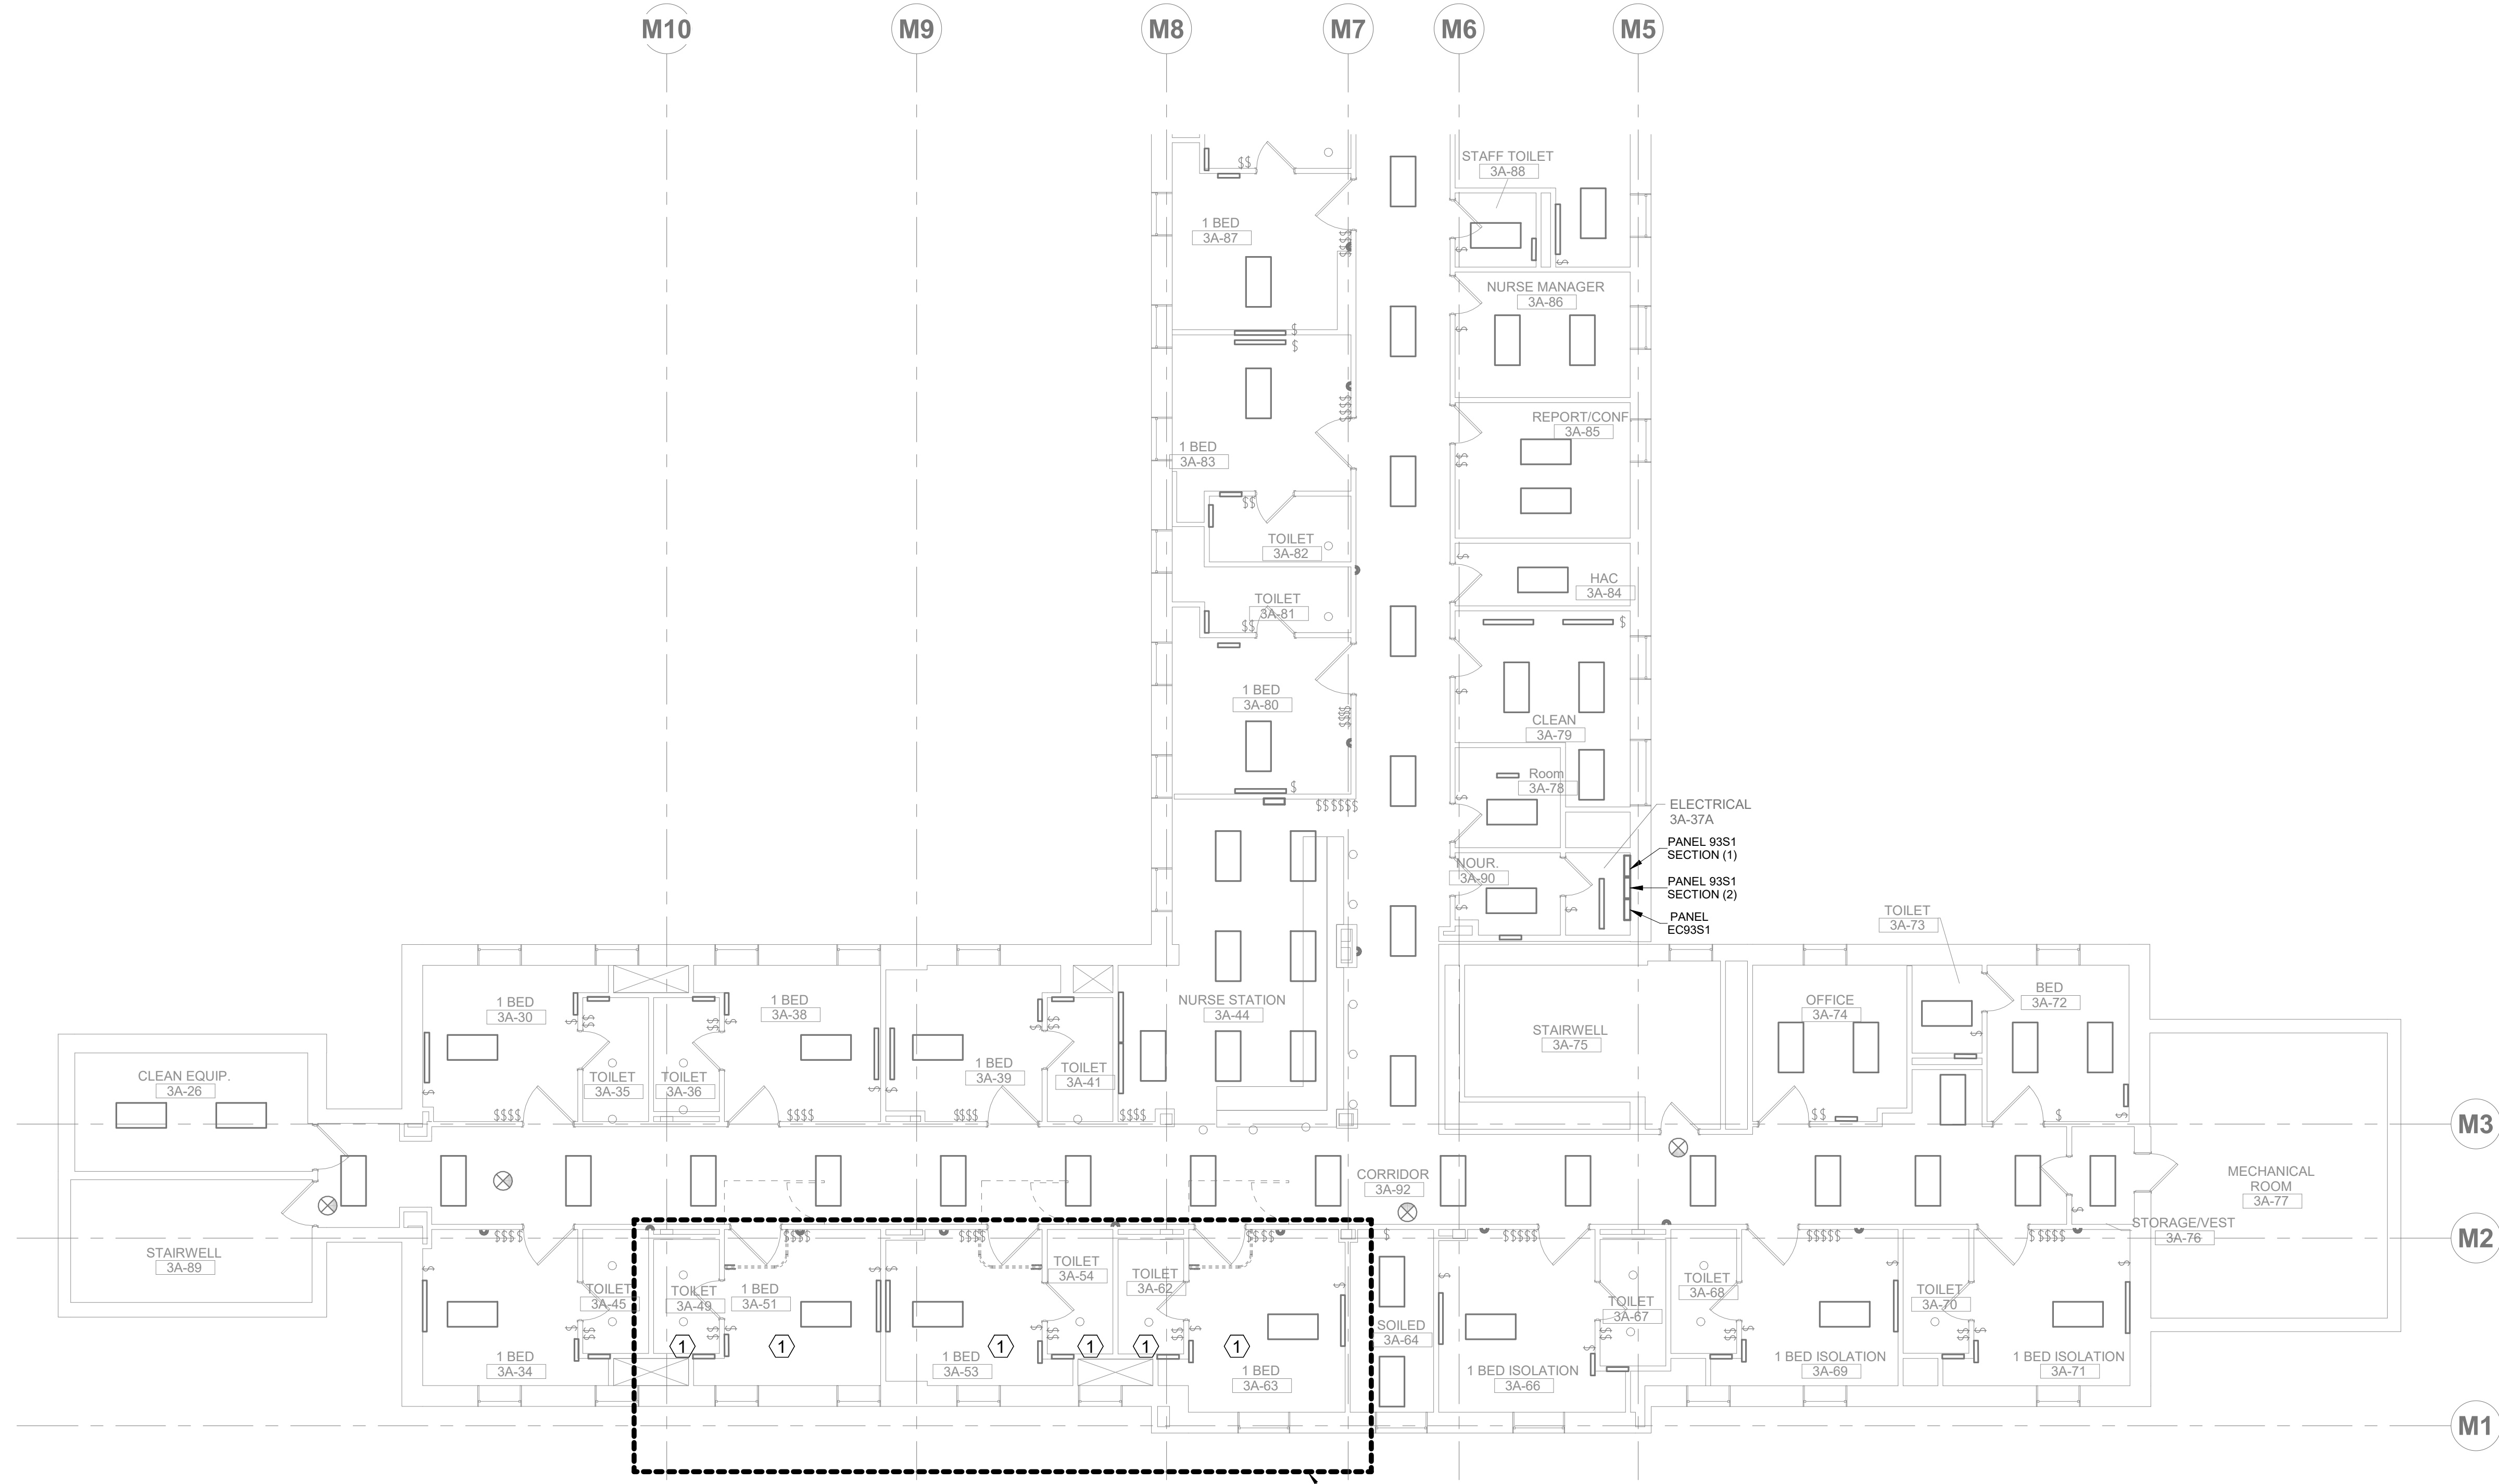 M10
M9
M8
M7
M6
M5
STAFF TOILET
3A-88
1 BED
3A-87
NURSE MANAGER
3A-86
REPORT/CONF
3A-85
1 BED
3A-83
TOILET
3A-82
HAC
3A-84
TOILET
3A-81
1 BED
3A-80
CLEAN
3A-79
Room
3A-78
ELECTRICAL
3A-37A
PANEL 93S1
SECTION (1)
PANEL 93S1
SECTION (2)
PANEL
EC93S1
NOUR.
3A-90
TOILET
3A-73
1 BED
3A-30
1 BED
3A-38
NURSE STATION
3A-44
OFFICE
3A-74
BED
3A-72
STAIRWELL
3A-75
1 BED
3A-39
TOILET
3A-41
CLEAN EQUIP.
3A-26
TOILET
3A-35
TOILET
3A-36
M3
CORRIDOR
3A-92
MECHANICAL
ROOM
3A-77
STORAGE/VEST
3A-76
M2
STAIRWELL
3A-89
TOILET
3A-45
TOILET
3A-49
1 BED
3A-51
TOILET
3A-54
TOILET
3A-62
TOILET
3A-67
TOILET
3A-68
TOILET
3A-70
SOILED
3A-64
1
1
1
1
1
1
1 BED
3A-34
1 BED
3A-53
1 BED
3A-63
1 BED ISOLATION
3A-66
1 BED ISOLATION
3A-69
1 BED ISOLATION
3A-71
M1